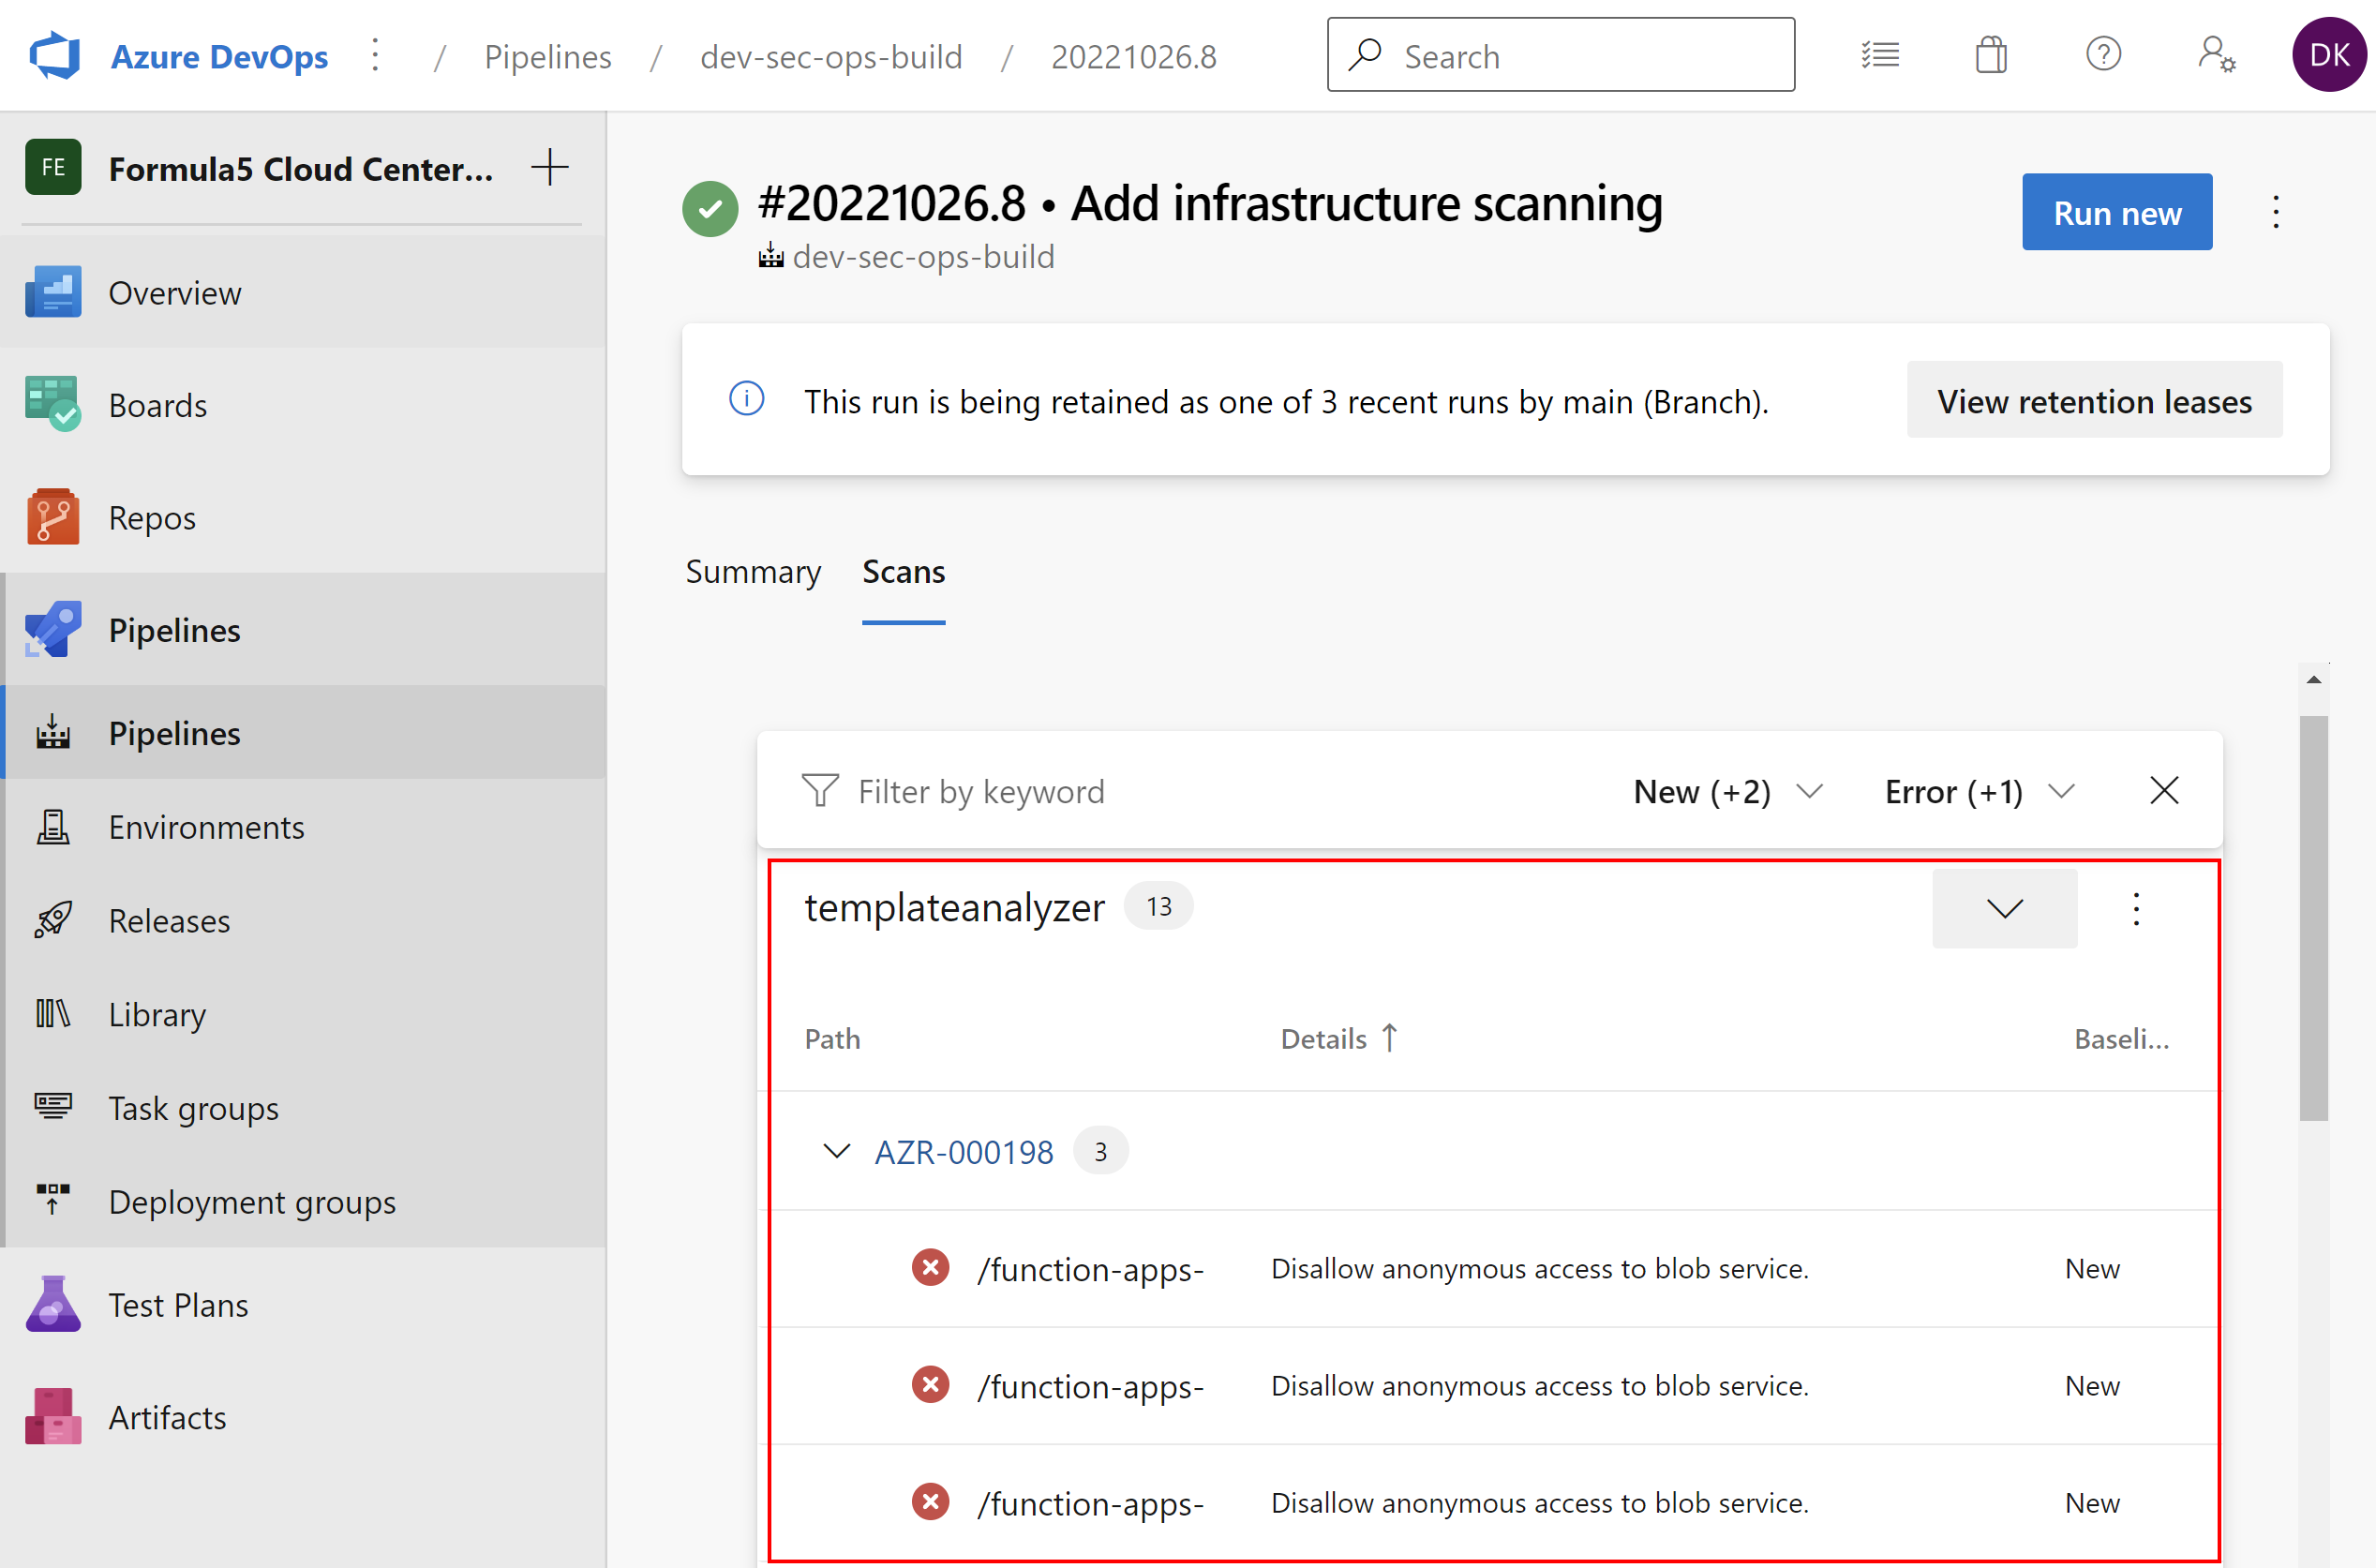 Azure DevOps / Pipelines / dev-sec-ops-build / 20221026.8 Search DK
FE Formula5 Cloud Center...
Overview
Boards
Repos
Pipelines
Pipelines
Environments
Releases
Library
Task groups
Deployment groups
Test Plans
Artifacts
#20221026.8 • Add infrastructure scanning
dev-sec-ops-build
Run new
This run is being retained as one of 3 recent runs by main (Branch). View retention leases
Summary Scans
Filter by keyword New (+2) Error (+1)
templateanalyzer 13
Path Details ↑ Baseli...
AZR-000198 3
/function-apps- Disallow anonymous access to blob service. New
/function-apps- Disallow anonymous access to blob service. New
/function-apps- Disallow anonymous access to blob service. New